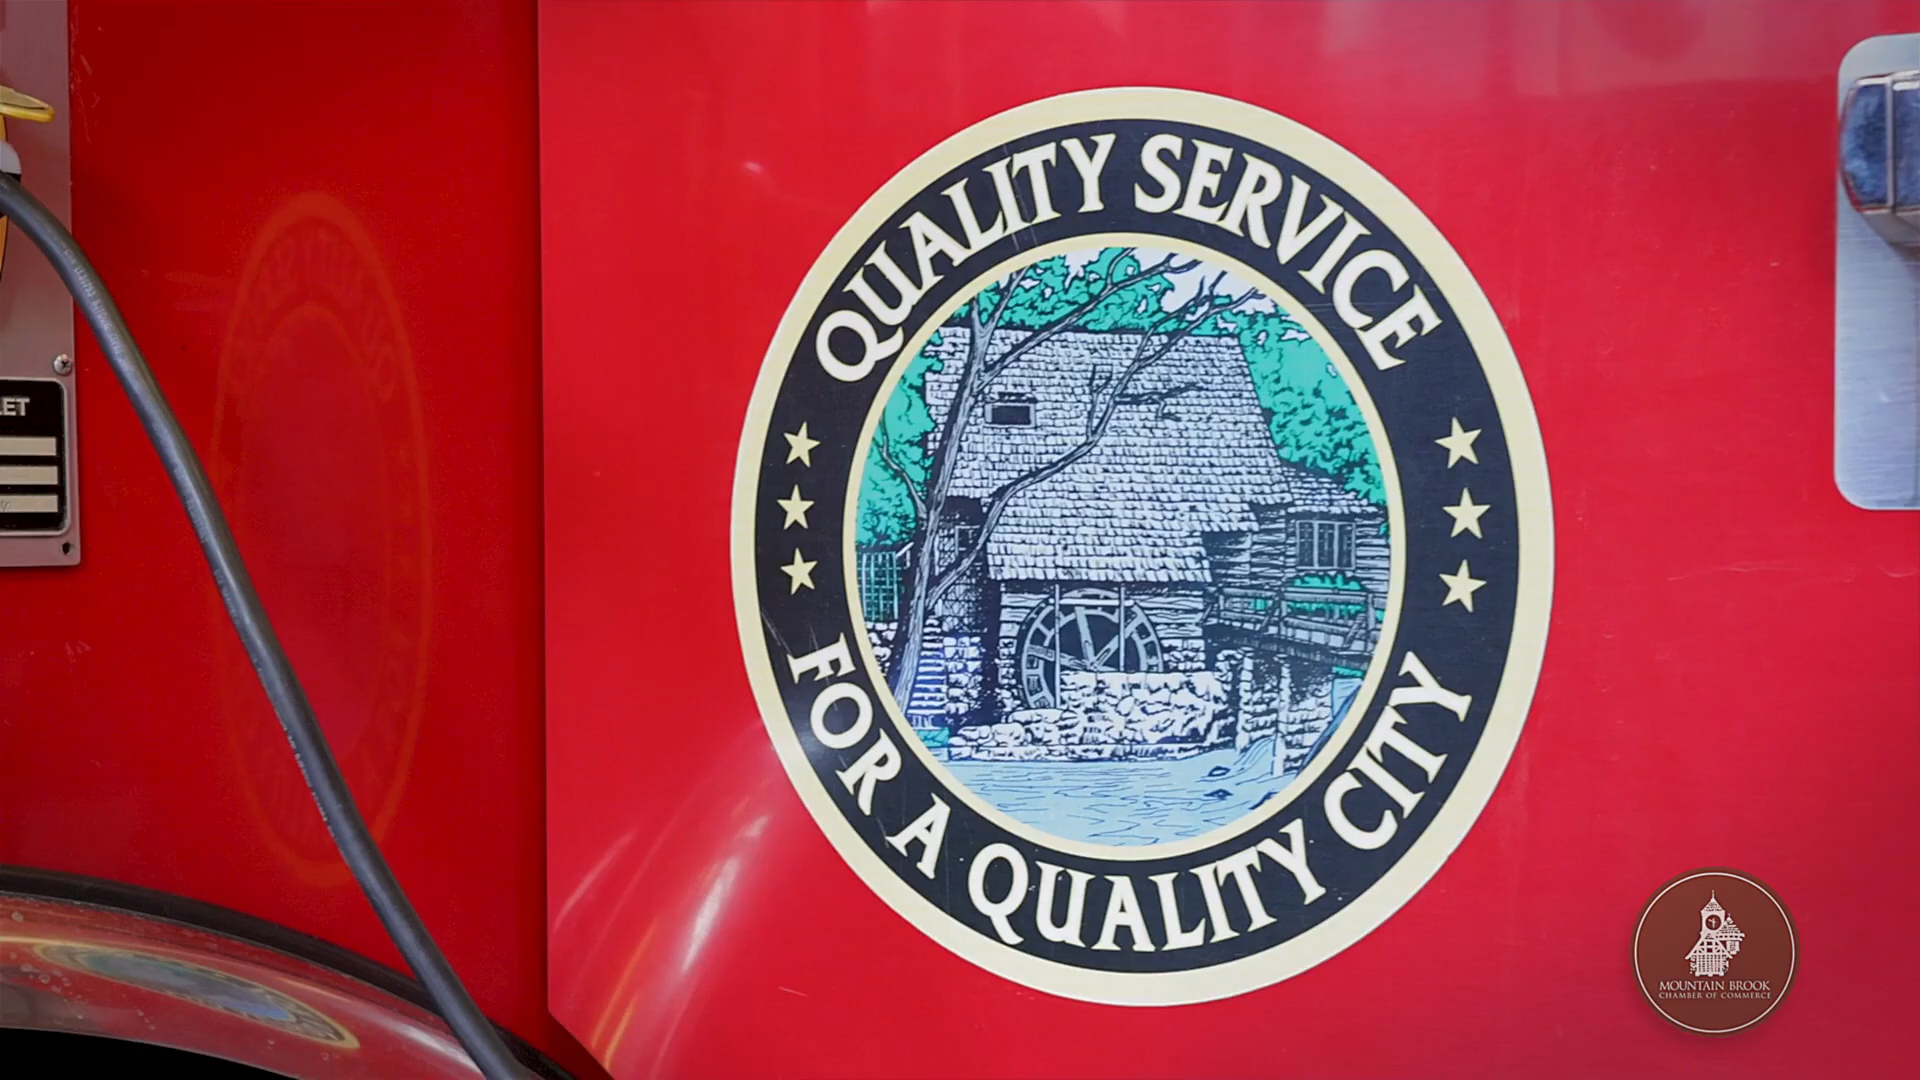 QUALITY SERVICE
FOR A QUALITY CITY
MOUNTAIN BROOK
CHAMBER OF COMMERCE